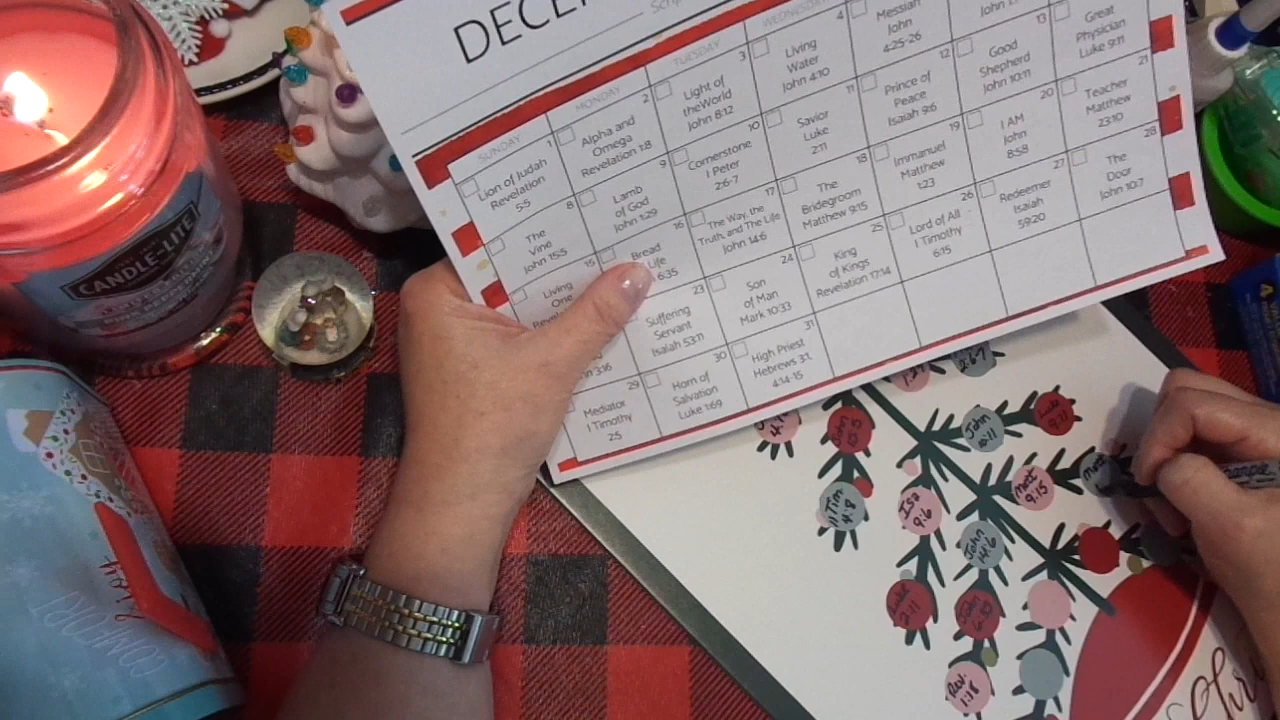 DECE
SUNDAY
MONDAY
TUESDAY
WEDNESDAY
1
Lion of Judah
Revelation
5:5
2
Alpha and
Omega
Revelation 1:8
3
Light of
theWorld
John 8:12
4
Living
Water
John 4:10
Messiah
John
4:25-26
8
The
Vine
John 15:5
9
Lamb
of God
John 1:29
10
Cornerstone
1 Peter
2:6-7
11
Savior
Luke
2:11
12
Prince of
Peace
Isaiah 9:6
13
Good
Shepherd
John 10:11
Great
Physician
Luke 9:11
15
Living
One
16
Bread
Life
6:35
17
The Way, the
Truth, and The Life
John 14:6
18
The
Bridegroom
Matthew 9:15
19
Immanuel
Matthew
1:23
20
I AM
John
8:58
21
Teacher
Matthew
23:10
3:16
23
Suffering
Servant
Isaiah 53:11
24
Son
of Man
Mark 10:33
25
King
of Kings
Revelation 17:14
26
Lord of All
1 Timothy
6:15
27
Redeemer
Isaiah
59:20
28
The
Door
John 10:7
29
Mediator
1 Timothy
2:5
30
Horn of
Salvation
Luke 1:69
31
High Priest
Hebrews 3:1,
4:14-15
CANDLE-LITE
COMFORT
John
10:11
Luke
9:11
John
15:5
II Tim
4:8
Isa
9:6
Matt
9:15
Matt
John
14:6
Luke
2:11
John
6:35
Rev.
1:18